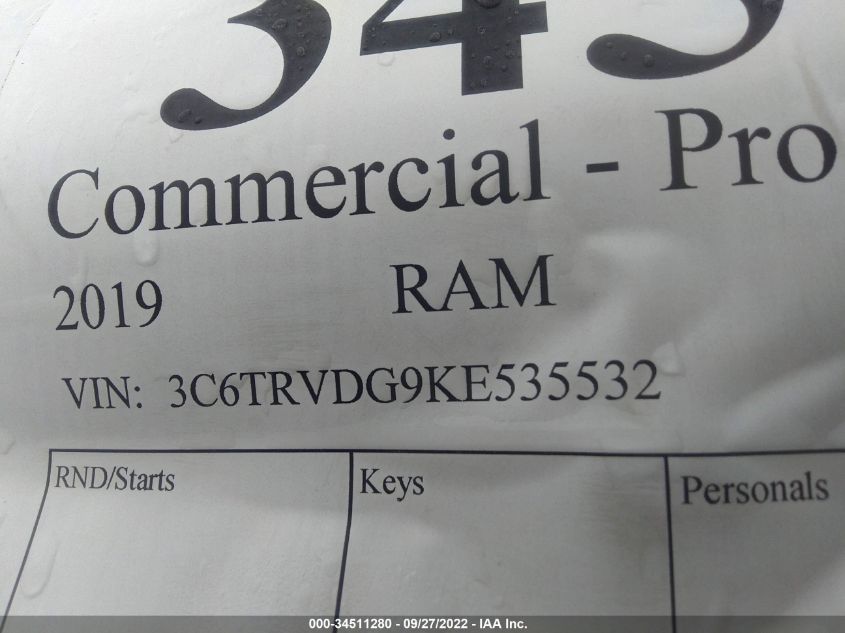 Commercial - Pro
2019 RAM
VIN: 3C6TRVDG9KE535532
RND/Starts Keys Personals
000-34511280 - 09/27/2022 - IAA Inc.